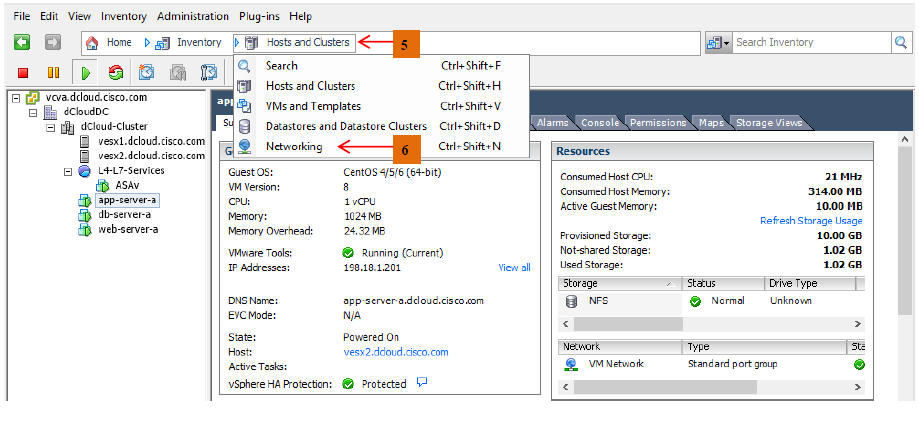 File Edit View Inventory Administration Plug-ins Help
Home Inventory Hosts and Clusters 5 Search Inventory
Search Ctrl+Shift+F
Hosts and Clusters Ctrl+Shift+H
VMs and Templates Ctrl+Shift+V
Datastores and Datastore Clusters Ctrl+Shift+D
Networking 6 Ctrl+Shift+N
vcva.dcloud.cisco.com
dCloudDC
dCloud-Cluster
vesx1.dcloud.cisco.com
vesx2.dcloud.cisco.com
L4-L7-Services
ASAv
app-server-a
db-server-a
web-server-a
Alarms Console Permissions Maps Storage Views
Guest OS: CentOS 4/5/6 (64-bit)
VM Version: 8
CPU: 1 vCPU
Memory: 1024 MB
Memory Overhead: 24.32 MB
VMware Tools: Running (Current)
IP Addresses: 198.18.1.201 View all
DNS Name: app-server-a.dcloud.cisco.com
EVC Mode: N/A
State: Powered On
Host: vesx2.dcloud.cisco.com
Active Tasks:
vSphere HA Protection: Protected
Resources
Consumed Host CPU: 21 MHz
Consumed Host Memory: 314.00 MB
Active Guest Memory: 10.00 MB
Refresh Storage Usage
Provisioned Storage: 10.00 GB
Not-shared Storage: 1.02 GB
Used Storage: 1.02 GB
Storage Status Drive Type
NFS Normal Unknown
Network Type Sta
VM Network Standard port group